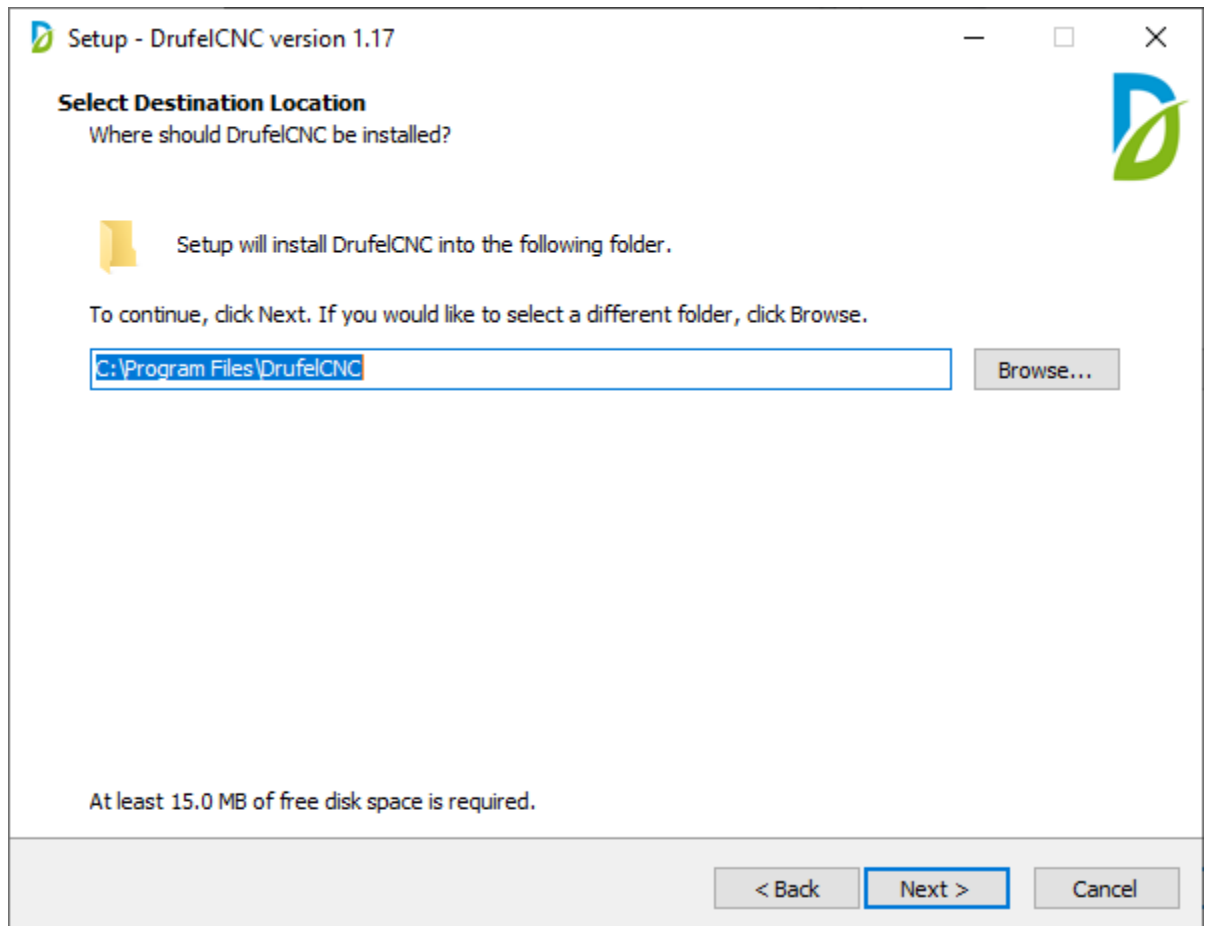 Setup - DrufelCNC version 1.17
Select Destination Location
Where should DrufelCNC be installed?
Setup will install DrufelCNC into the following folder.
To continue, click Next. If you would like to select a different folder, click Browse.
C:\Program Files\DrufelCNC
Browse...
At least 15.0 MB of free disk space is required.
< Back
Next >
Cancel